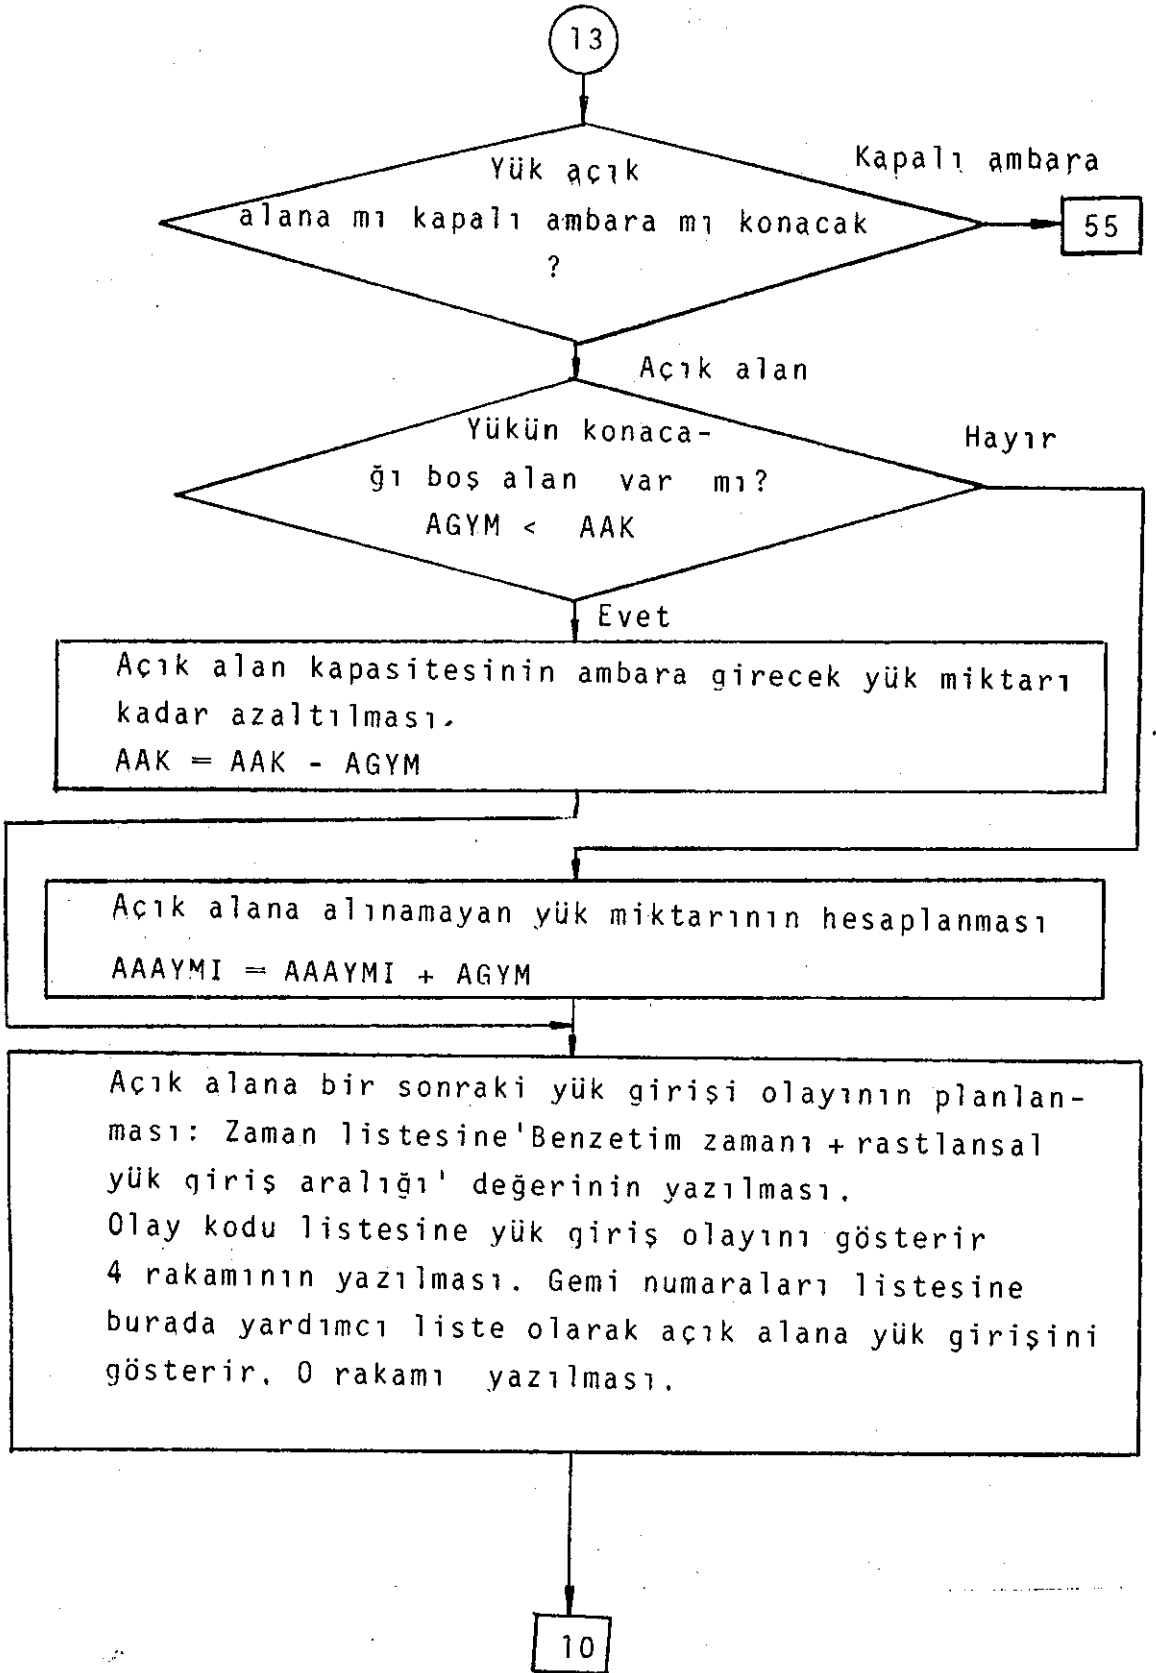 13
Yük açık
Kapalı ambara
alana mı kapalı ambara mı konacak
55
?
Açık alan
Yükün konaca-
Hayır
ğı boş alan var mı?
AGYM < AAK
Evet
Açık alan kapasitesinin ambara girecek yük miktarı
kadar azaltılması.
AAK = AAK - AGYM
Açık alana alınamayan yük miktarının hesaplanması
AAAYMI = AAAYMI + AGYM
Açık alana bir sonraki yük girişi olayının planlan-
ması: Zaman listesine'Benzetim zamanı + rastlansal
yük giriş aralığı' değerinin yazılması.
Olay kodu listesine yük giriş olayını gösterir
4 rakamının yazılması. Gemi numaraları listesine
burada yardımcı liste olarak açık alana yük girişini
gösterir. 0 rakamı yazılması.
10